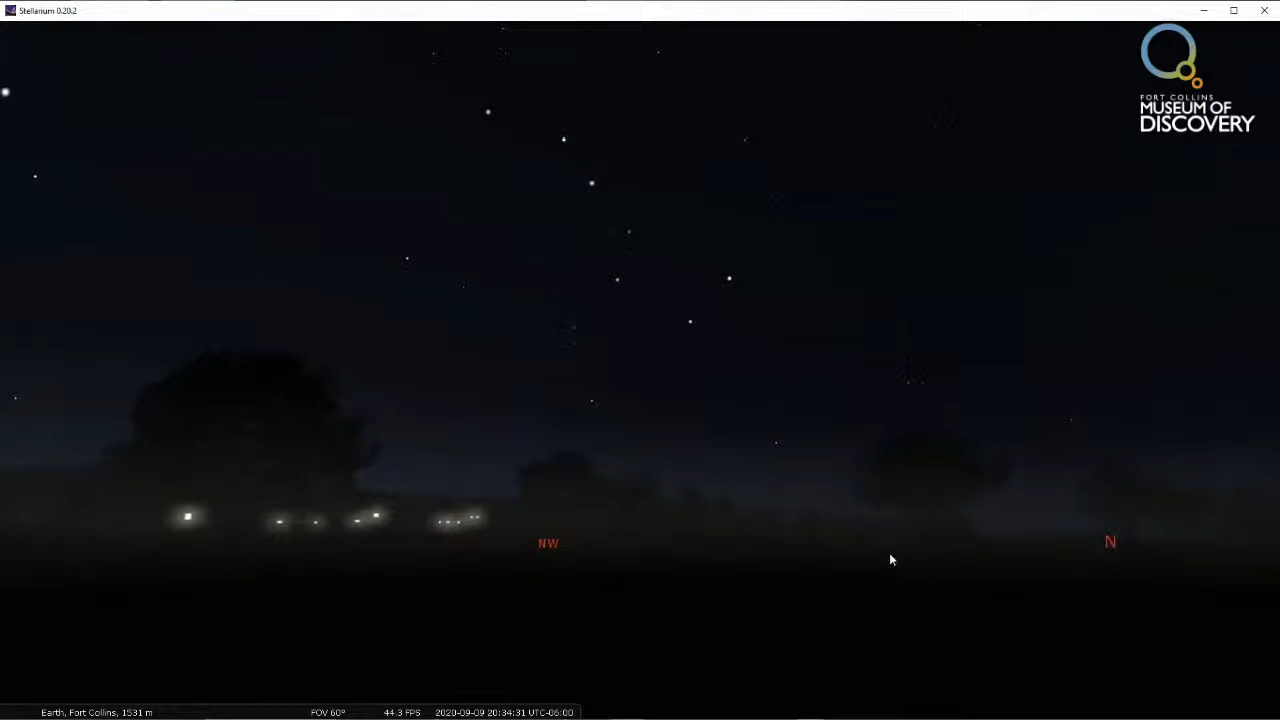 Stellarium 0.20.2
FORT COLLINS
MUSEUM OF
DISCOVERY
NW
N
Earth, Fort Collins, 1531 m
FOV 60°
44.3 FPS
2020-09-09 20:34:31 UTC-06:00